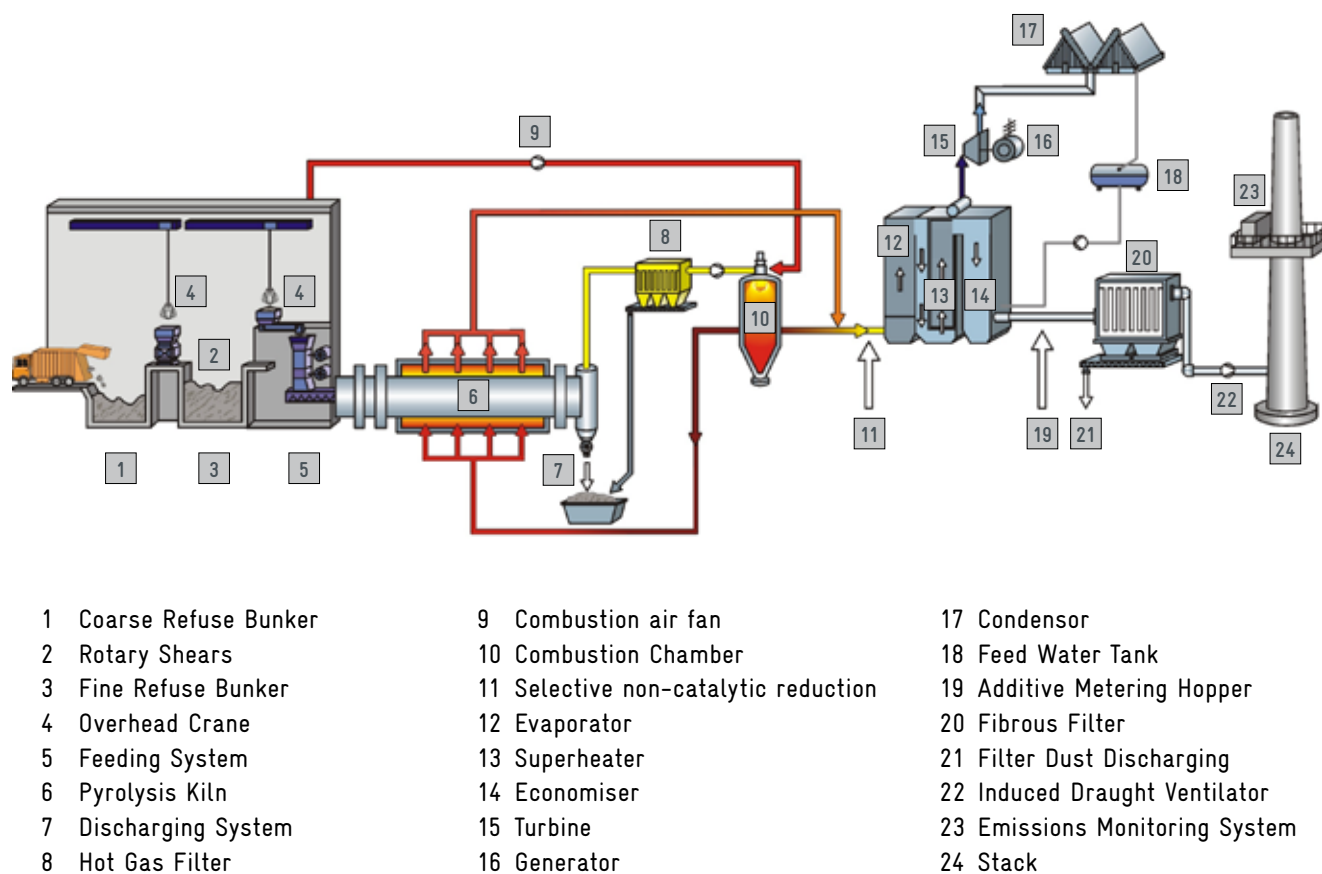 17
9
15
16
18
23
8
12
20
4
4
13
14
10
2
6
22
11
19
21
1
3
5
7
24
1 Coarse Refuse Bunker
2 Rotary Shears
3 Fine Refuse Bunker
4 Overhead Crane
5 Feeding System
6 Pyrolysis Kiln
7 Discharging System
8 Hot Gas Filter
9 Combustion air fan
10 Combustion Chamber
11 Selective non-catalytic reduction
12 Evaporator
13 Superheater
14 Economiser
15 Turbine
16 Generator
17 Condensor
18 Feed Water Tank
19 Additive Metering Hopper
20 Fibrous Filter
21 Filter Dust Discharging
22 Induced Draught Ventilator
23 Emissions Monitoring System
24 Stack